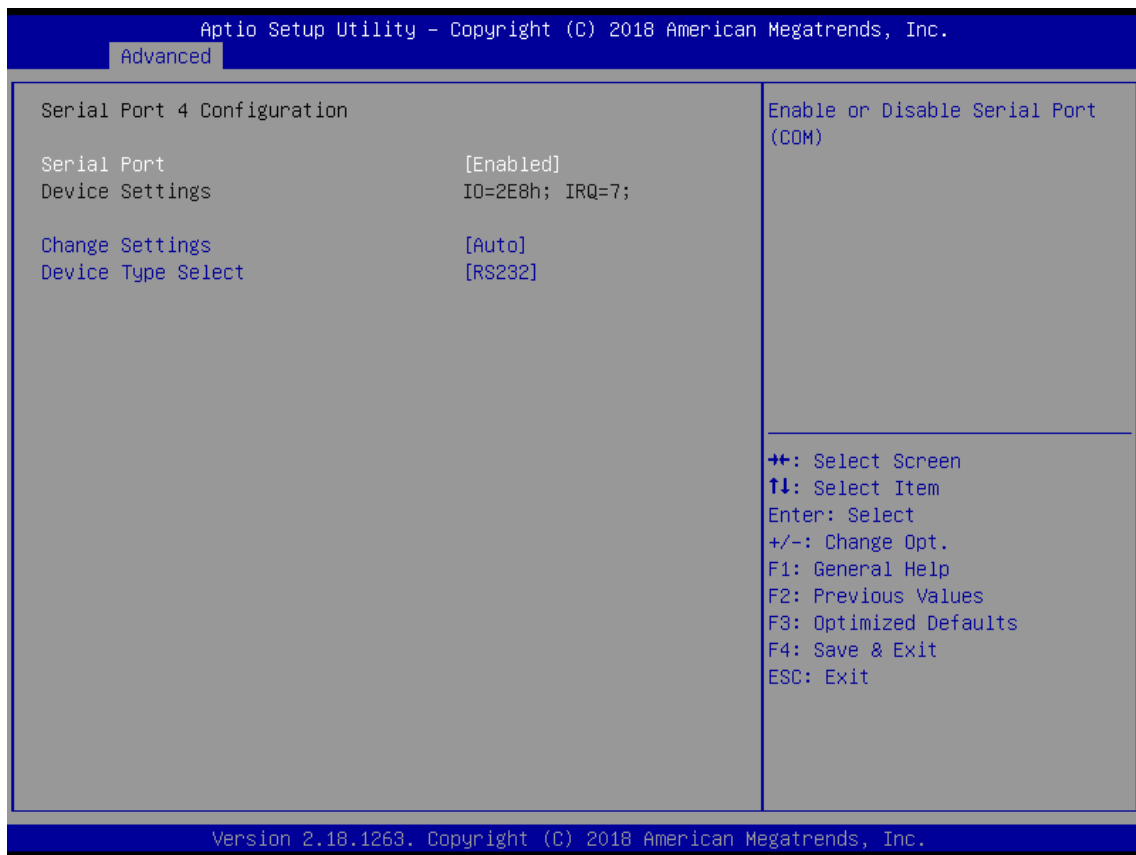 Aptio Setup Utility – Copyright (C) 2018 American Megatrends, Inc.
Advanced
Serial Port 4 Configuration
Serial Port [Enabled]
Device Settings IO=2E8h; IRQ=7;
Change Settings [Auto]
Device Type Select [RS232]
Enable or Disable Serial Port
(COM)
→←: Select Screen
↑↓: Select Item
Enter: Select
+/-: Change Opt.
F1: General Help
F2: Previous Values
F3: Optimized Defaults
F4: Save & Exit
ESC: Exit
Version 2.18.1263. Copyright (C) 2018 American Megatrends, Inc.